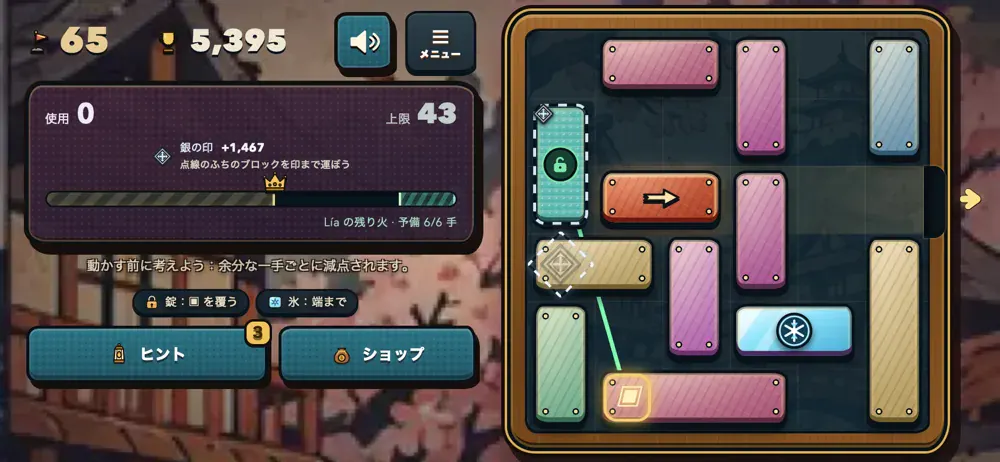 65
5,395
メニュー
使用 0
上限 43
銀の印 +1,467
点線のふちのブロックを印まで運ぼう
Lía の残り火・予備 6/6 手
動かす前に考えよう：余分な一手ごとに減点されます。
錠：▣ を覆う
氷：端まで
ヒント
3
ショップ